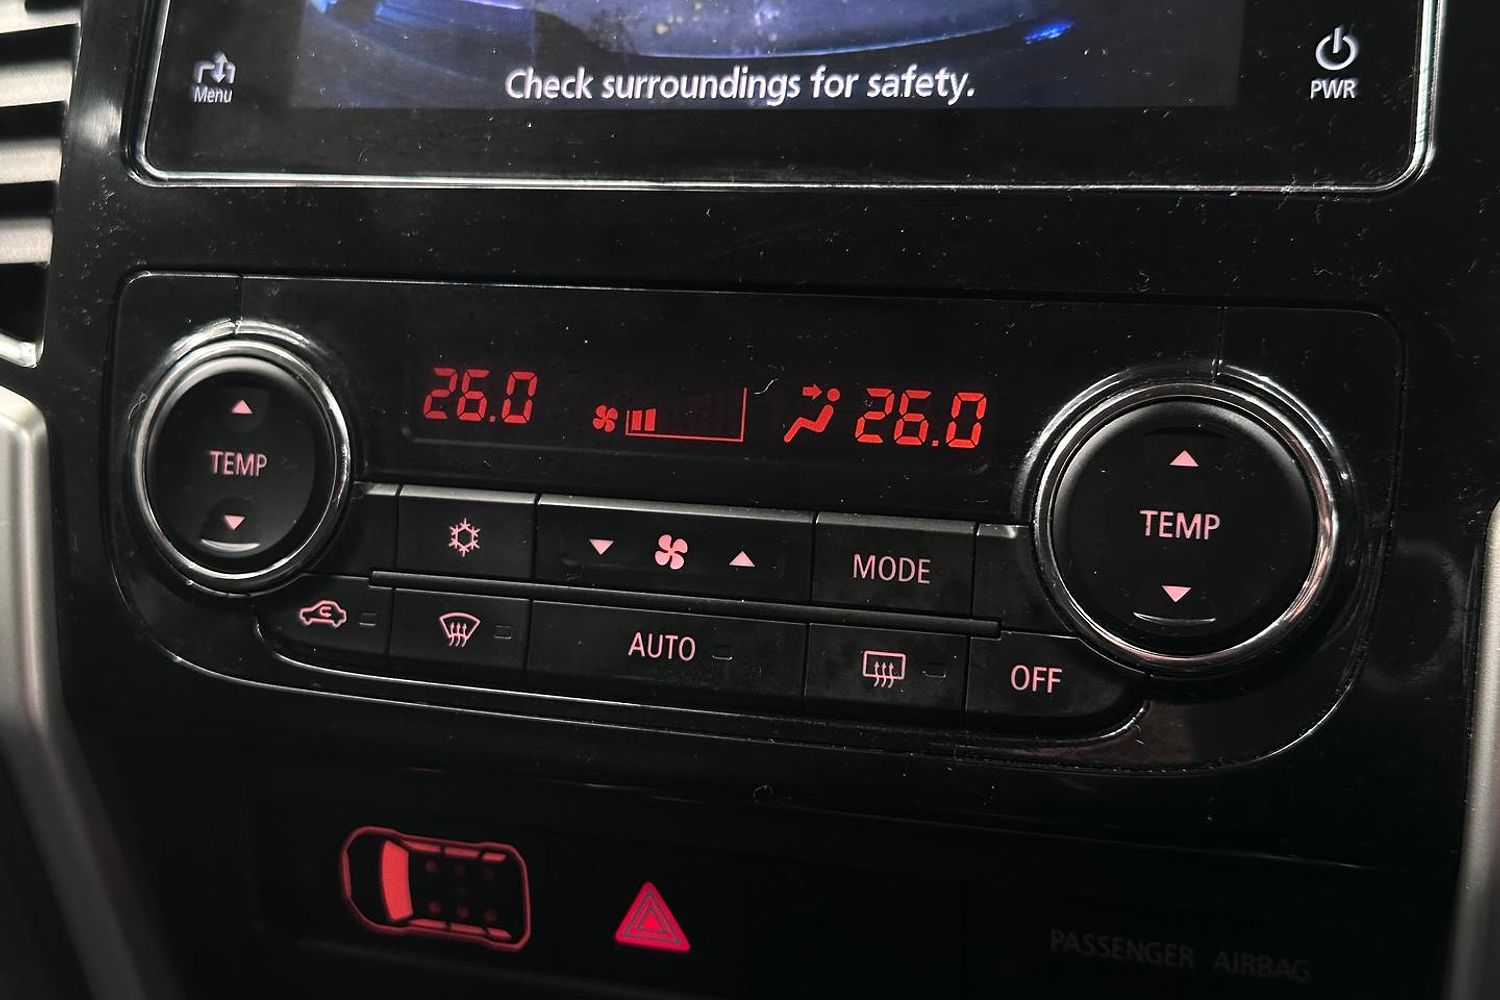 Menu
Check surroundings for safety.
PWR
26.0
26.0
TEMP
TEMP
MODE
AUTO
OFF
PASSENGER AIRBAG